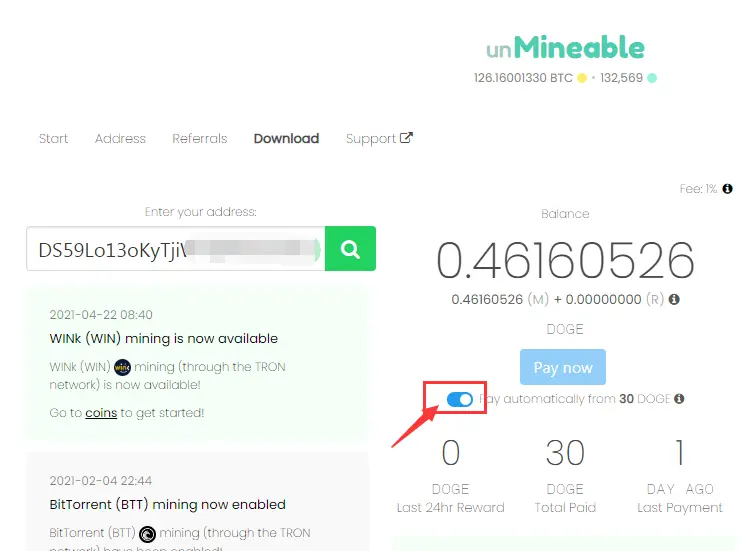 unMineable
126.16001330 BTC • 132,569
Start Address Referrals Download Support
Fee: 1%
Enter your address:
DS59Lo13oKyTji
2021-04-22 08:40
WINk (WIN) mining is now available
WINk (WIN) mining (through the TRON
network) is now available!
Go to coins to get started!
2021-02-04 22:44
BitTorrent (BTT) mining now enabled
BitTorrent (BTT) mining (through the TRON
network) have been enabled!
Balance
0.46160526
0.46160526 (M) + 0.00000000 (R)
DOGE
Pay now
Pay automatically from 30 DOGE
0 30 1
DOGE DOGE DAY AGO
Last 24hr Reward Total Paid Last Payment